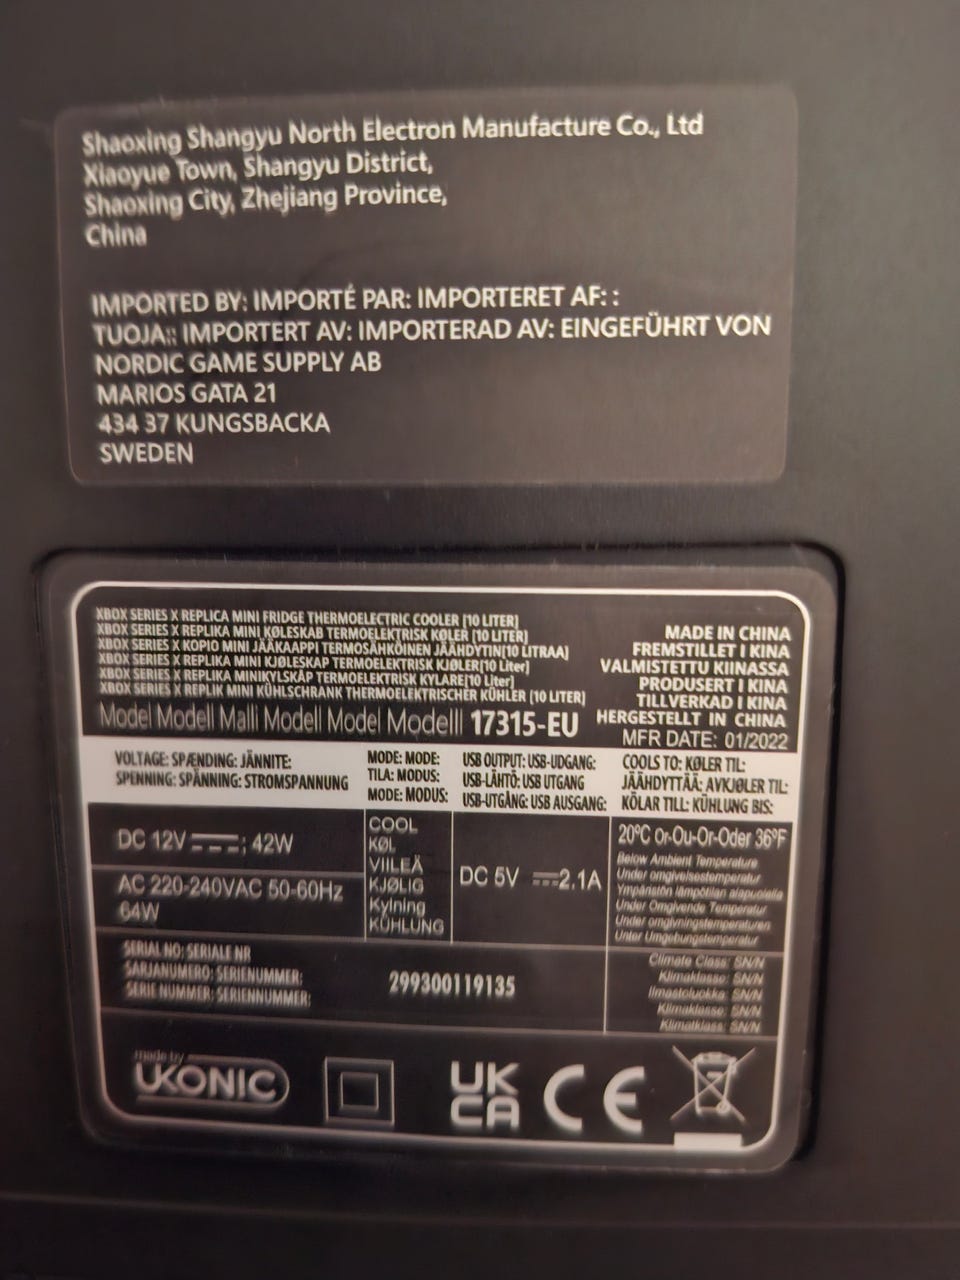 Shaoxing Shangyu North Electron Manufacture Co., Ltd
Xiaoyue Town, Shangyu District,
Shaoxing City, Zhejiang Province,
China
IMPORTED BY: IMPORTÉ PAR: IMPORTERET AF: :
TUOJA:: IMPORTERT AV: IMPORTERAD AV: EINGEFÜHRT VON
NORDIC GAME SUPPLY AB
MARIOS GATA 21
434 37 KUNGSBACKA
SWEDEN
XBOX SERIES X REPLICA MINI FRIDGE THERMOELECTRIC COOLER [10 LITER]
XBOX SERIES X REPLIKA MINI KØLESKAB TERMOELEKTRISK KØLER [10 LITER]
XBOX SERIES X KOPIO MINI JÄÄKAAPPI TERMOSÄHKÖINEN JÄÄHDYTIN[10 LITRAA]
XBOX SERIES X REPLIKA MINI KJØLESKAP TERMOELEKTRISK KJØLER[10 Liter]
XBOX SERIES X REPLIKA MINIKYLSKÅP TERMOELEKTRISK KYLARE[10 Liter]
XBOX SERIES X REPLIK MINI KÜHLSCHRANK THERMOELEKTRISCHER KÜHLER [10 LITER]
Model Modell Malli Modell Model Modelll 17315-EU
MADE IN CHINA
FREMSTILLET I KINA
VALMISTETTU KIINASSA
PRODUSERT I KINA
TILLVERKAD I KINA
HERGESTELLT IN CHINA
MFR DATE: 01/2022
VOLTAGE: SPÆNDING: JÄNNITE:
SPENNING: SPÄNNING: STROMSPANNUNG
MODE: MODE:
TILA: MODUS:
MODE: MODUS:
USB OUTPUT: USB-UDGANG:
USB-LÄHTÖ: USB UTGANG
USB-UTGÅNG: USB AUSGANG:
COOLS TO: KØLER TIL:
JÄÄHDYTTÄÄ: AVKJØLER TIL:
KÖLAR TILL: KÜHLUNG BIS:
DC 12V ⎓; 42W
AC 220-240VAC 50-60Hz
64W
COOL
KØL
VIILEÄ
KJØLIG
Kylning
KÜHLUNG
DC 5V ⎓2.1A
20ºC Or-Ou-Or-Oder 36ºF
Below Ambient Temperature
Under omgivelsestemperatur
Ympäristön lämpötilan alapuolella
Under Omgivende Temperatur
Under omgivningstemperaturen
Unter Umgebungstemperatur
SERIAL NO: SERIALE NR
SARJANUMERO: SERIENUMMER:
SERIE NUMMER: SERIENNUMMER:
299300119135
Climate Class: SN/N
Klimaklasse: SN/N
Ilmastoluokka: SN/N
Klimaklasse: SN/N
Klimatklass: SN/N
made by
UKONIC
UK
CA
CE